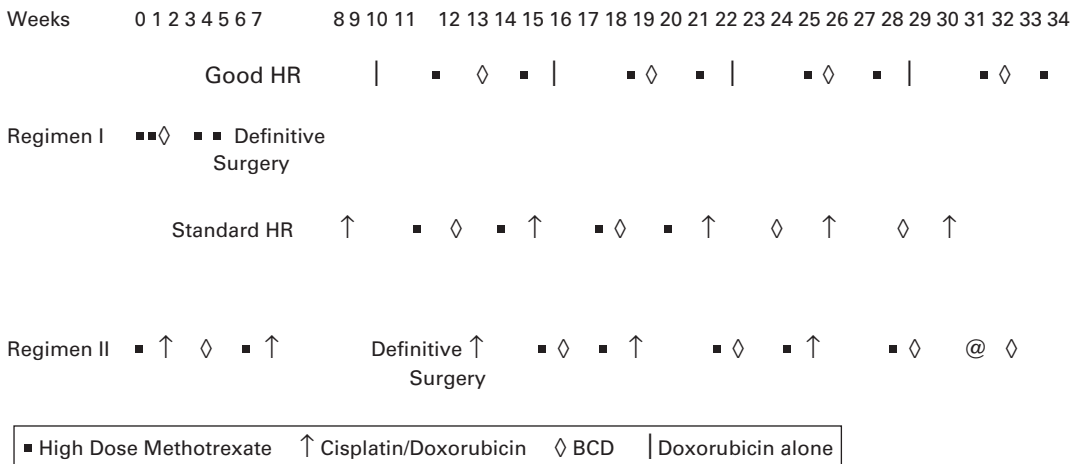 Weeks 0 1 2 3 4 5 6 7 8 9 10 11 12 13 14 15 16 17 18 19 20 21 22 23 24 25 26 27 28 29 30 31 32 33 34
Good HR | ▪ ◊ ▪ | ▪ ◊ ▪ | ▪ ◊ ▪ | ▪ ◊ ▪
Regimen I ▪▪◊ ▪ ▪ Definitive
Surgery
Standard HR ↑ ▪ ◊ ▪ ↑ ▪ ◊ ▪ ↑ ◊ ↑ ◊ ↑
Regimen II ▪ ↑ ◊ ▪ ↑ Definitive ↑ ▪ ◊ ▪ ↑ ▪ ◊ ▪ ↑ ▪ ◊ @ ◊
Surgery
▪ High Dose Methotrexate ↑ Cisplatin/Doxorubicin ◊ BCD | Doxorubicin alone